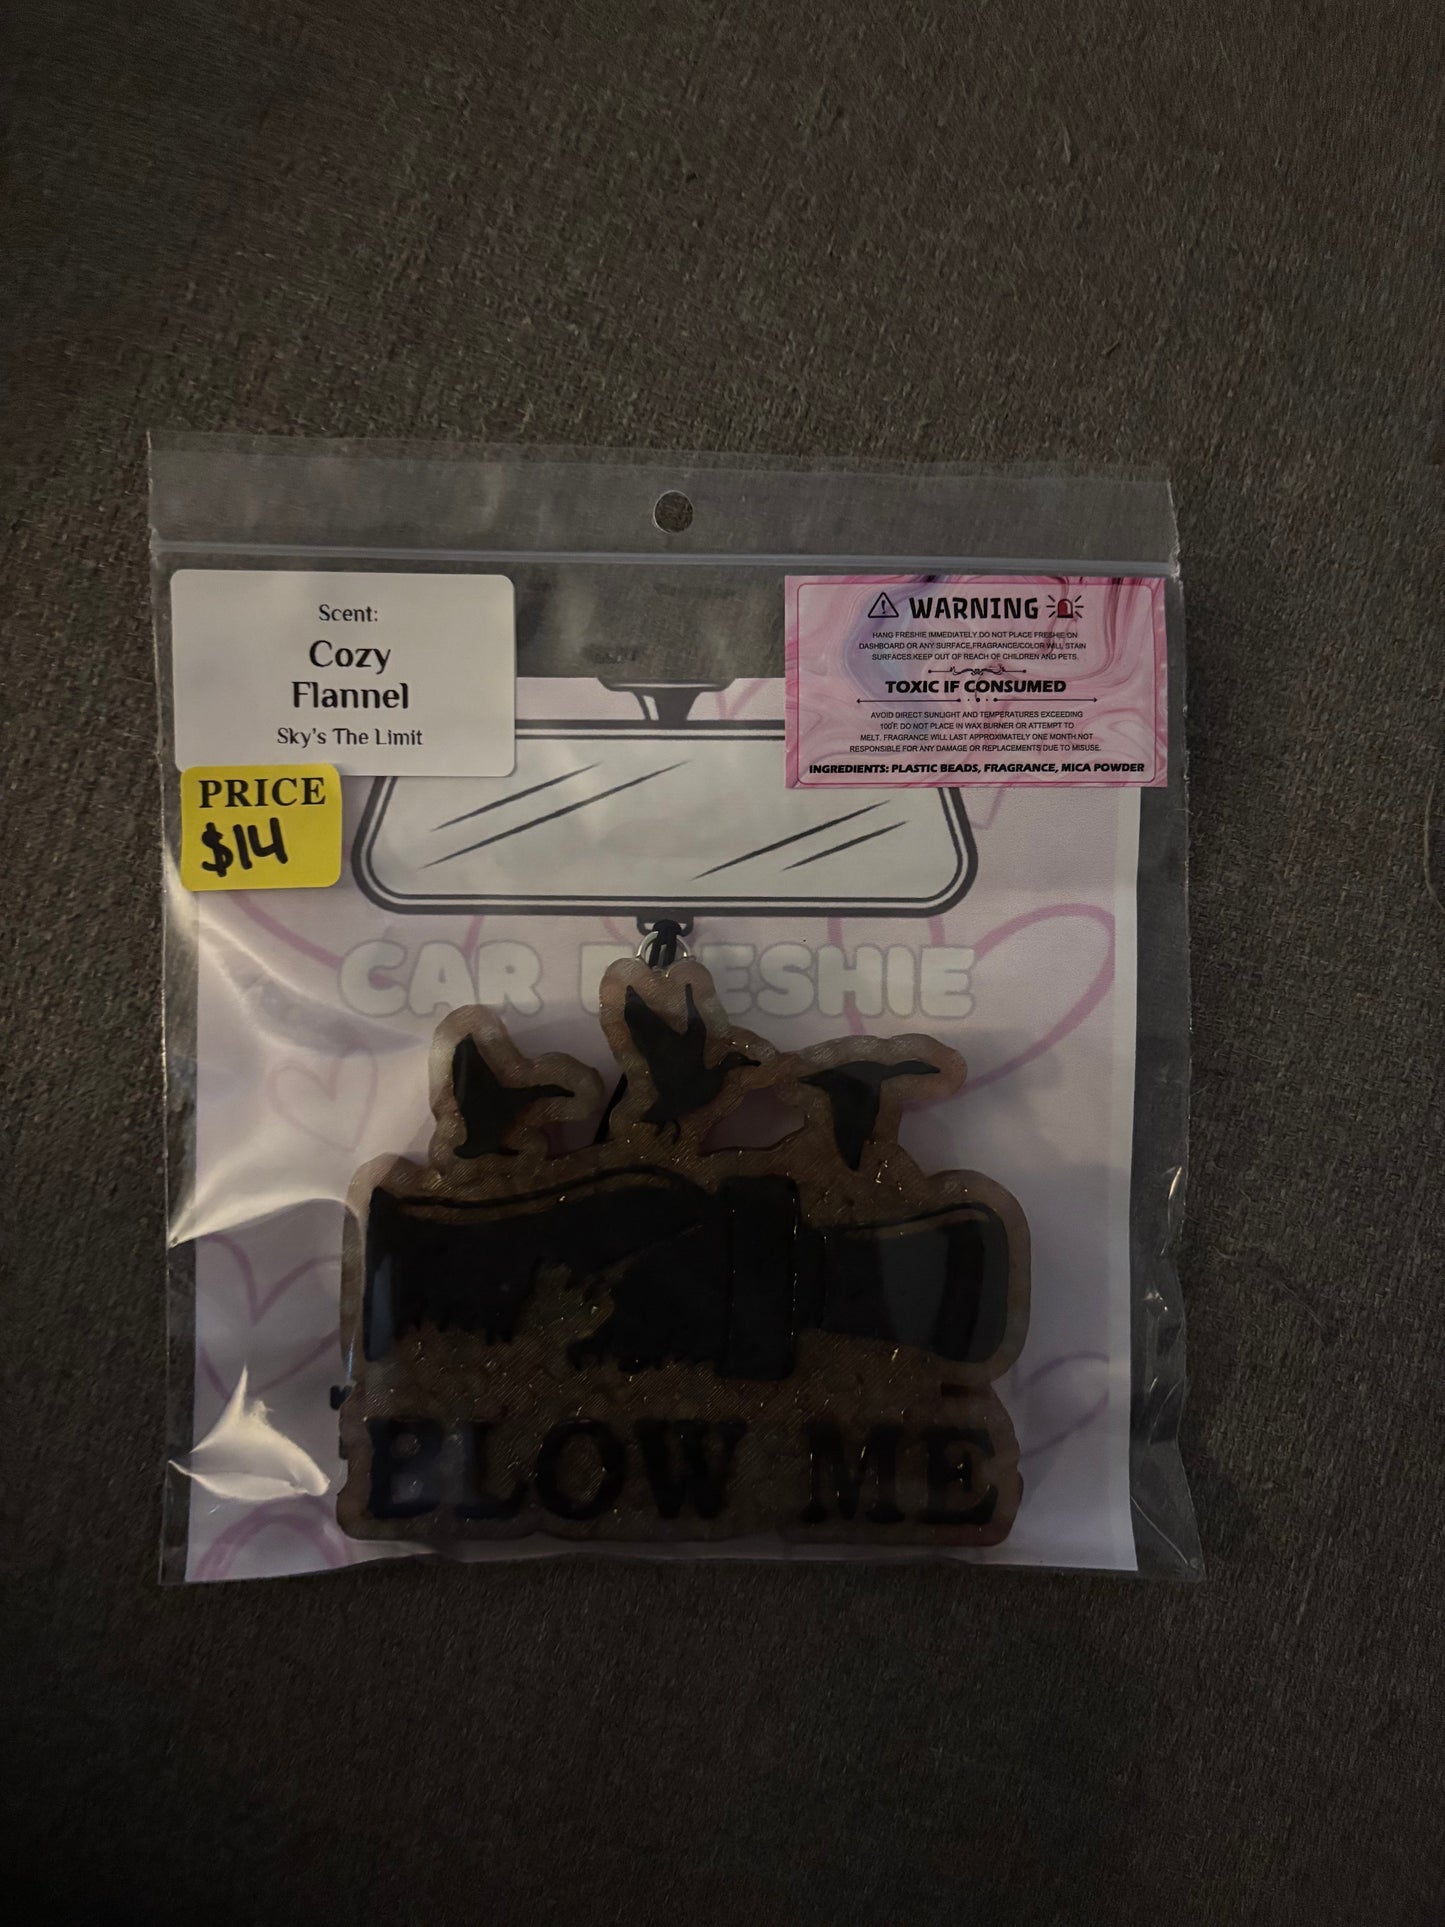 Scent:
Cozy
Flannel
Sky's The Limit
PRICE
$14
WARNING
HANG FRESHIE IMMEDIATELY.DO NOT PLACE FRESHIE ON
DASHBOARD OR ANY SURFACE,FRAGRANCE/COLOR WILL STAIN
SURFACES.KEEP OUT OF REACH OF CHILDREN AND PETS.
TOXIC IF CONSUMED
AVOID DIRECT SUNLIGHT AND TEMPERATURES EXCEEDING
100°F. DO NOT PLACE IN WAX BURNER OR ATTEMPT TO
MELT. FRAGRANCE WILL LAST APPROXIMATELY ONE MONTH.NOT
RESPONSIBLE FOR ANY DAMAGE OR REPLACEMENTS DUE TO MISUSE.
INGREDIENTS: PLASTIC BEADS, FRAGRANCE, MICA POWDER
CAR FRESHIE
BLOW ME